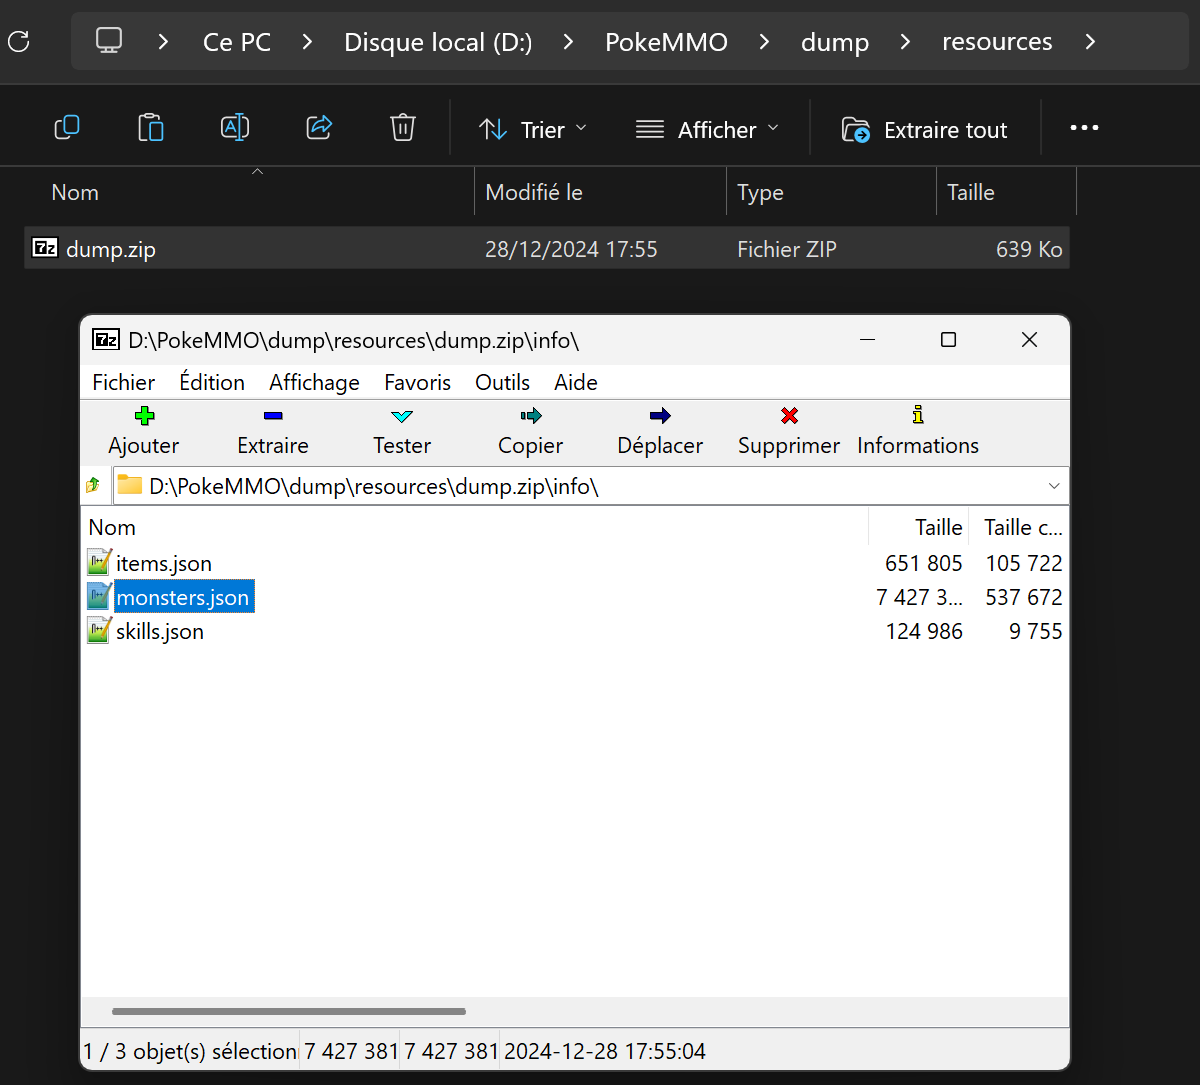 Ce PC Disque local (D:) PokeMMO dump resources
Trier Afficher Extraire tout
Nom Modifié le Type Taille
7z dump.zip 28/12/2024 17:55 Fichier ZIP 639 Ko
7z D:\PokeMMO\dump\resources\dump.zip\info\
Fichier Édition Affichage Favoris Outils Aide
Ajouter Extraire Tester Copier Déplacer Supprimer Informations
D:\PokeMMO\dump\resources\dump.zip\info\
Nom Taille Taille c...
items.json 651 805 105 722
monsters.json 7 427 3... 537 672
skills.json 124 986 9 755
1 / 3 objet(s) sélection 7 427 381 7 427 381 2024-12-28 17:55:04